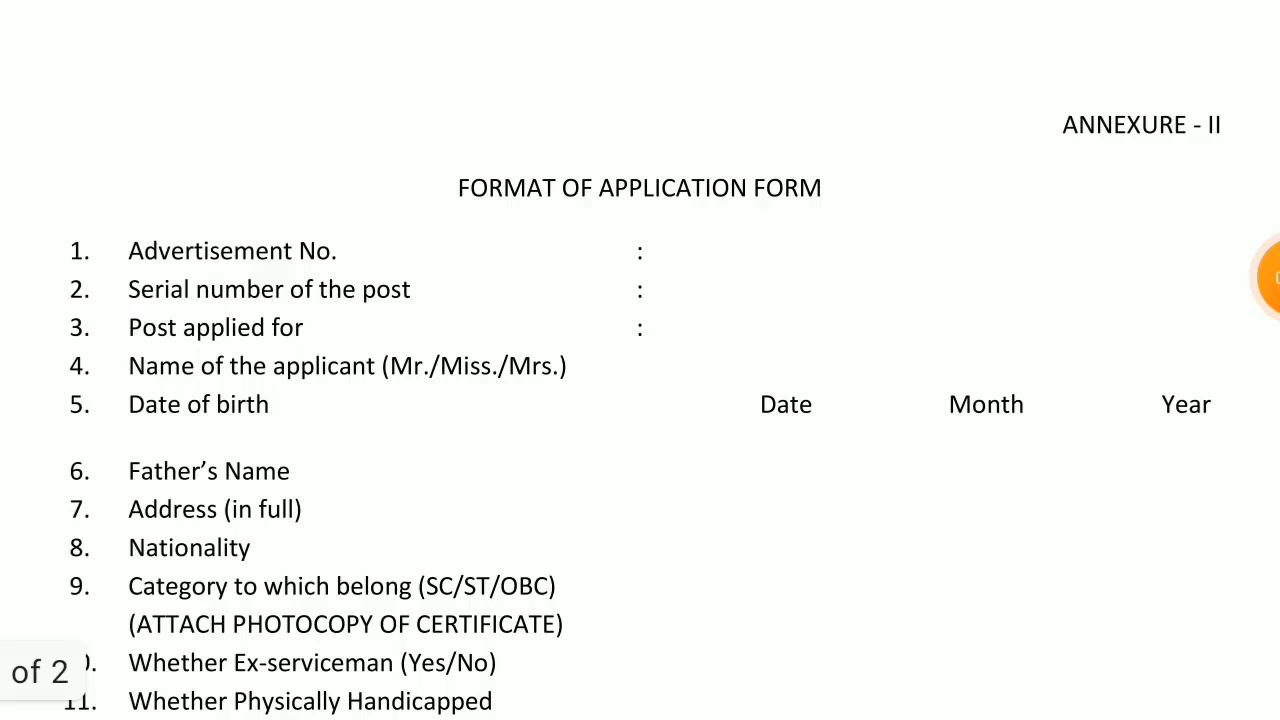 ANNEXURE - II
FORMAT OF APPLICATION FORM
1. Advertisement No. :
2. Serial number of the post :
3. Post applied for :
4. Name of the applicant (Mr./Miss./Mrs.)
5. Date of birth Date Month Year
6. Father’s Name
7. Address (in full)
8. Nationality
9. Category to which belong (SC/ST/OBC)
(ATTACH PHOTOCOPY OF CERTIFICATE)
Whether Ex-serviceman (Yes/No)
of 2
11. Whether Physically Handicapped